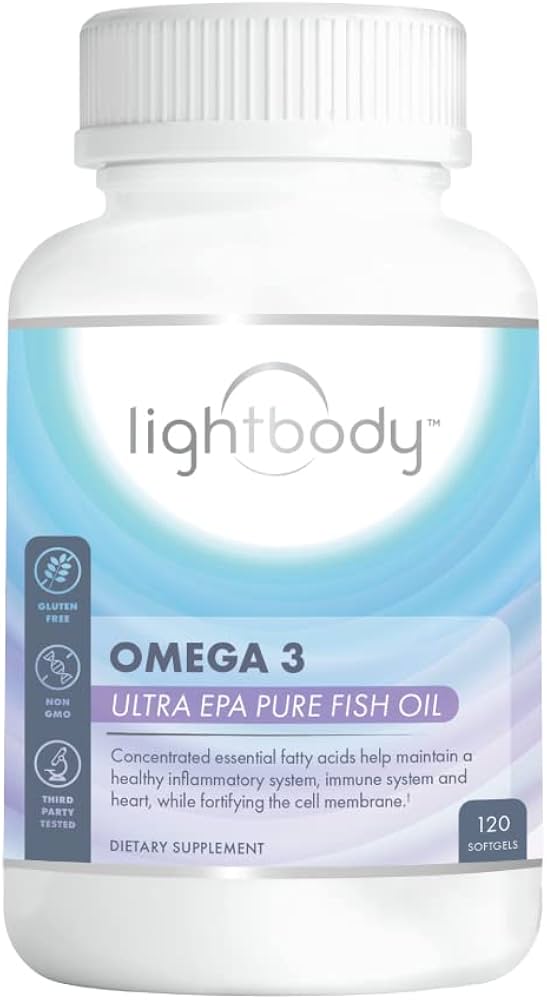 lightbody™
GLUTEN
FREE
NON
GMO
THIRD
PARTY
TESTED
OMEGA 3
ULTRA EPA PURE FISH OIL
Concentrated essential fatty acids help maintain a
healthy inflammatory system, immune system and
heart, while fortifying the cell membrane.†
DIETARY SUPPLEMENT
120
SOFTGELS